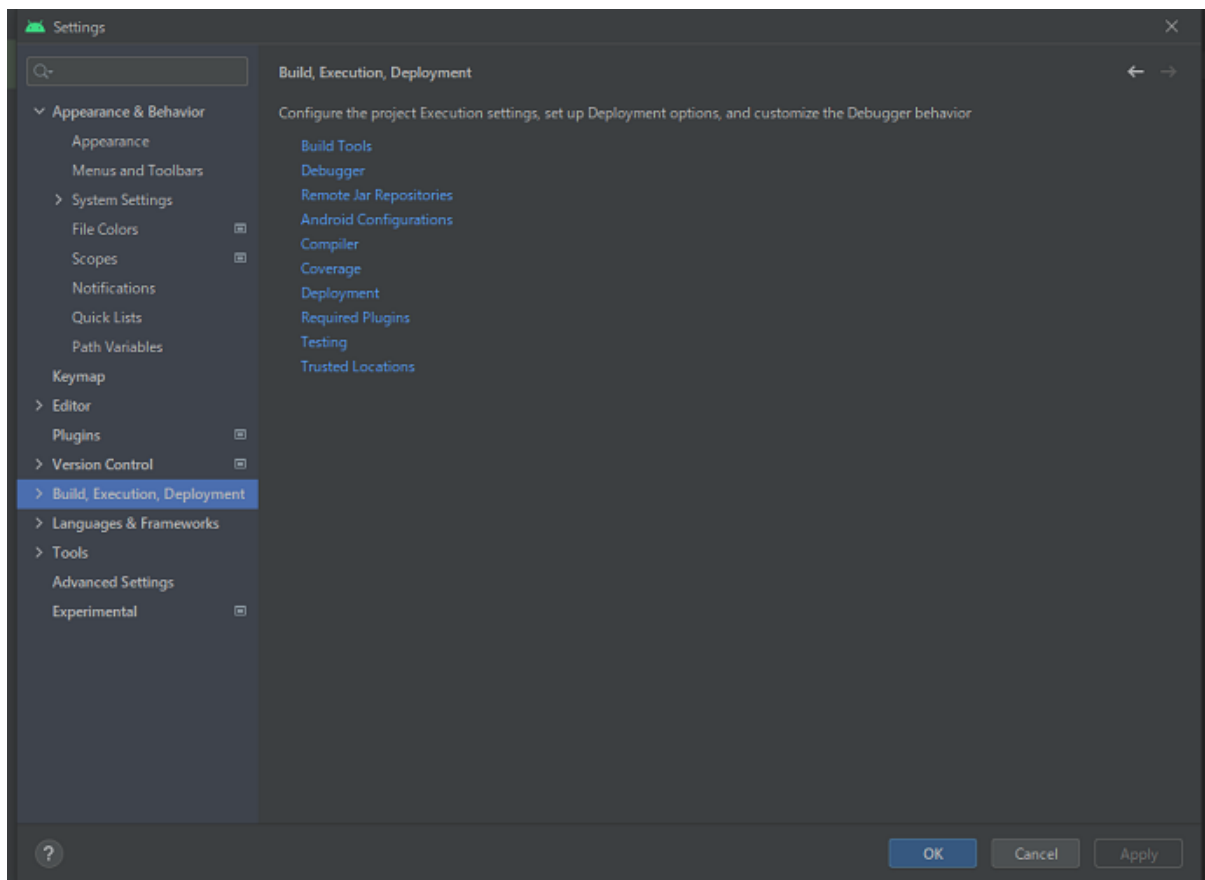 Settings
Build, Execution, Deployment
Configure the project Execution settings, set up Deployment options, and customize the Debugger behavior
Build Tools
Debugger
Remote Jar Repositories
Android Configurations
Compiler
Coverage
Deployment
Required Plugins
Testing
Trusted Locations
Appearance & Behavior
Appearance
Menus and Toolbars
System Settings
File Colors
Scopes
Notifications
Quick Lists
Path Variables
Keymap
Editor
Plugins
Version Control
Build, Execution, Deployment
Languages & Frameworks
Tools
Advanced Settings
Experimental
?
OK
Cancel
Apply